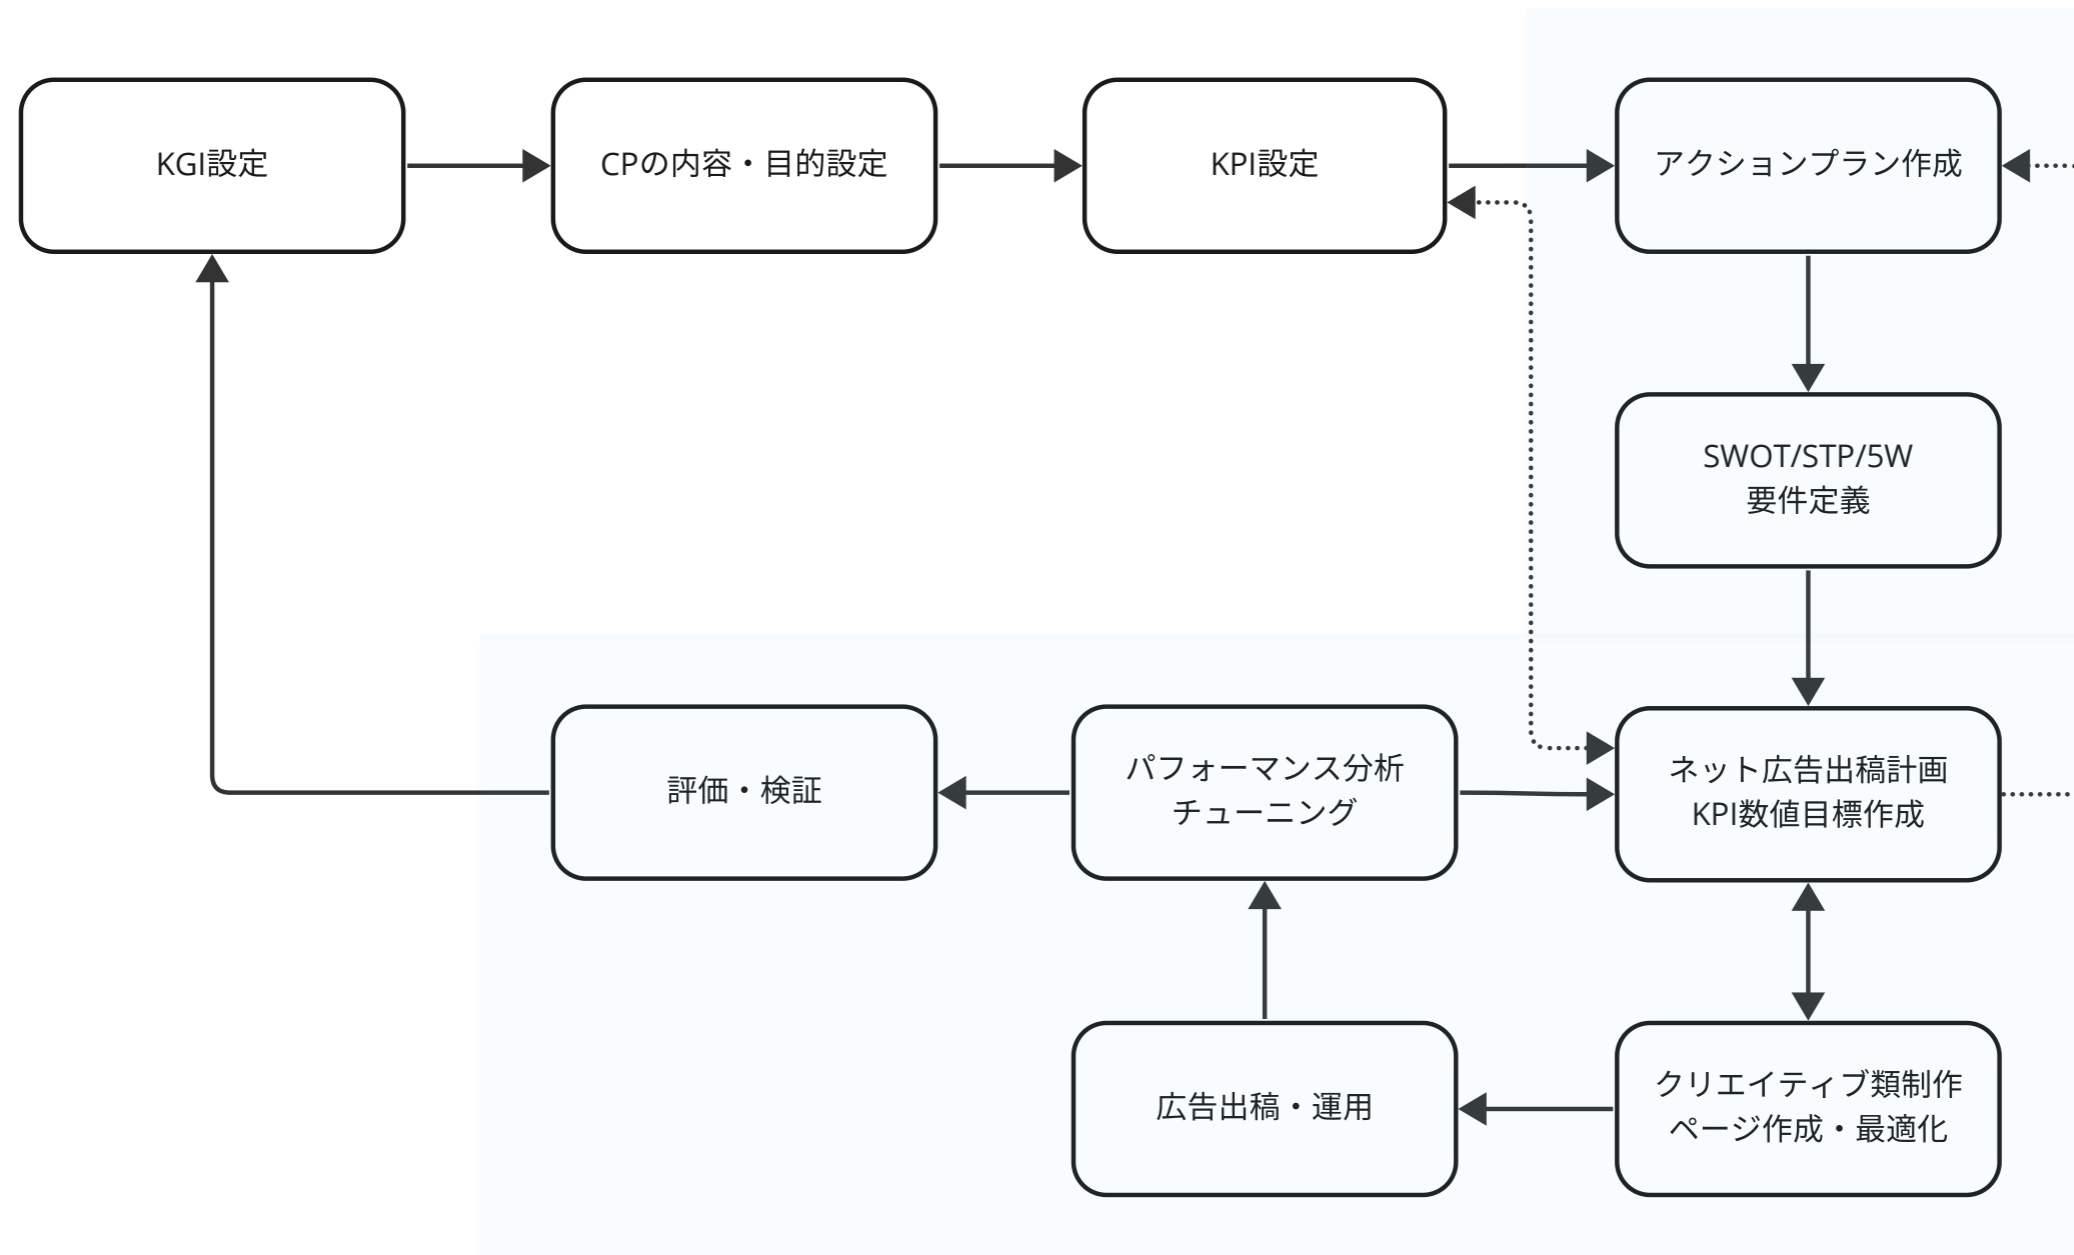 KGI設定
CPの内容・目的設定
KPI設定
アクションプラン作成
SWOT/STP/5W
要件定義
評価・検証
パフォーマンス分析
チューニング
ネット広告出稿計画
KPI数値目標作成
広告出稿・運用
クリエイティブ類制作
ページ作成・最適化